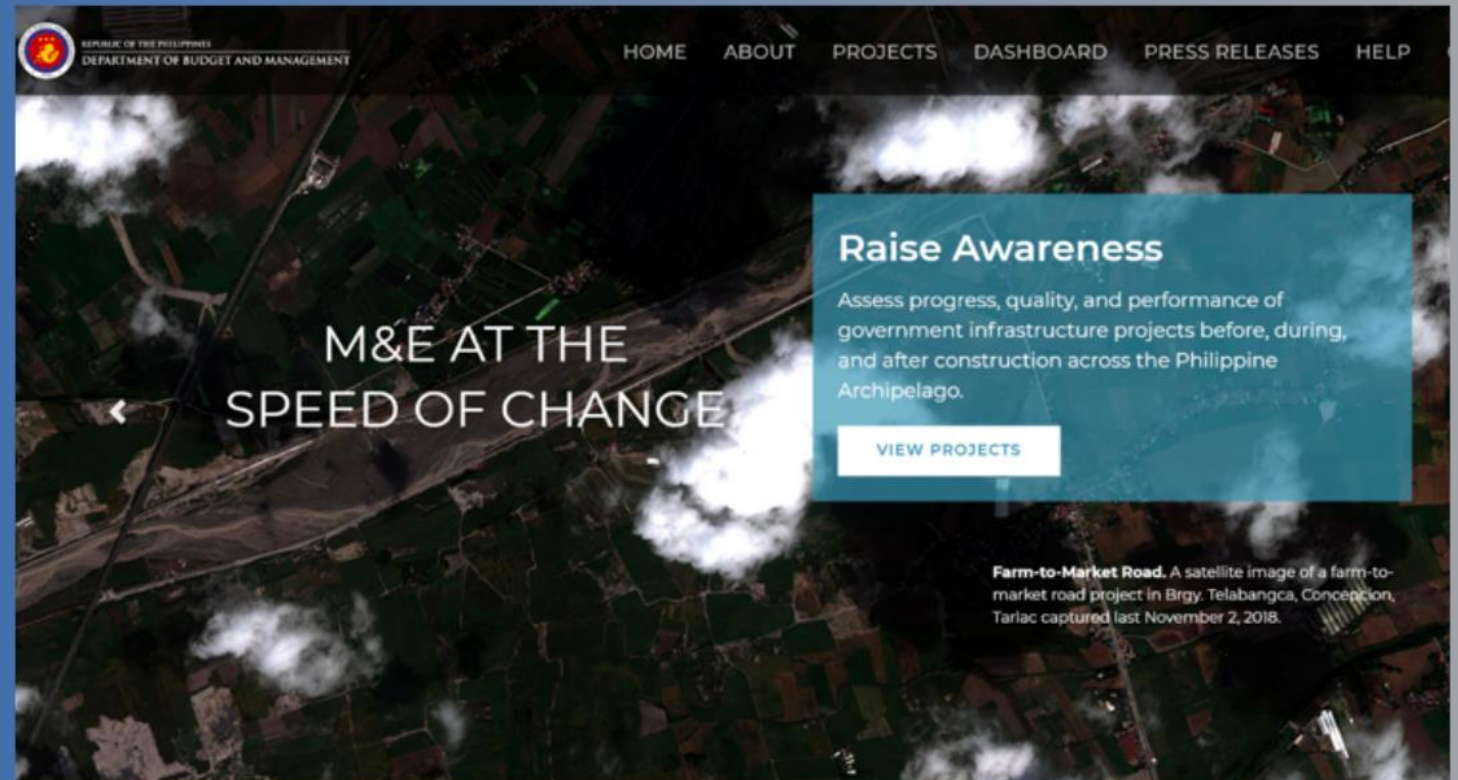 REPUBLIC OF THE PHILIPPINES
DEPARTMENT OF BUDGET AND MANAGEMENT
HOME ABOUT PROJECTS DASHBOARD PRESS RELEASES HELP
M&E AT THE
SPEED OF CHANGE
Raise Awareness
Assess progress, quality, and performance of
government infrastructure projects before, during,
and after construction across the Philippine
Archipelago.
VIEW PROJECTS
Farm-to-Market Road. A satellite image of a farm-to-
market road project in Brgy. Telabangca, Concepcion,
Tarlac captured last November 2, 2018.